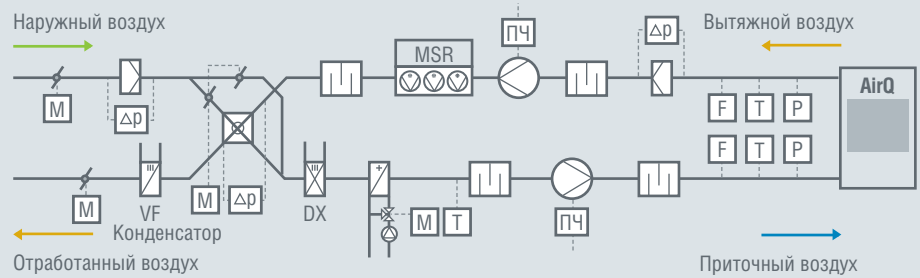 Наружный воздух
ПЧ
Δp
Вытяжной воздух
MSR
AirQ
M
Δp
F T P
F T P
M
VF
M
Δp
DX
M
T
ПЧ
Конденсатор
Отработанный воздух
Приточный воздух